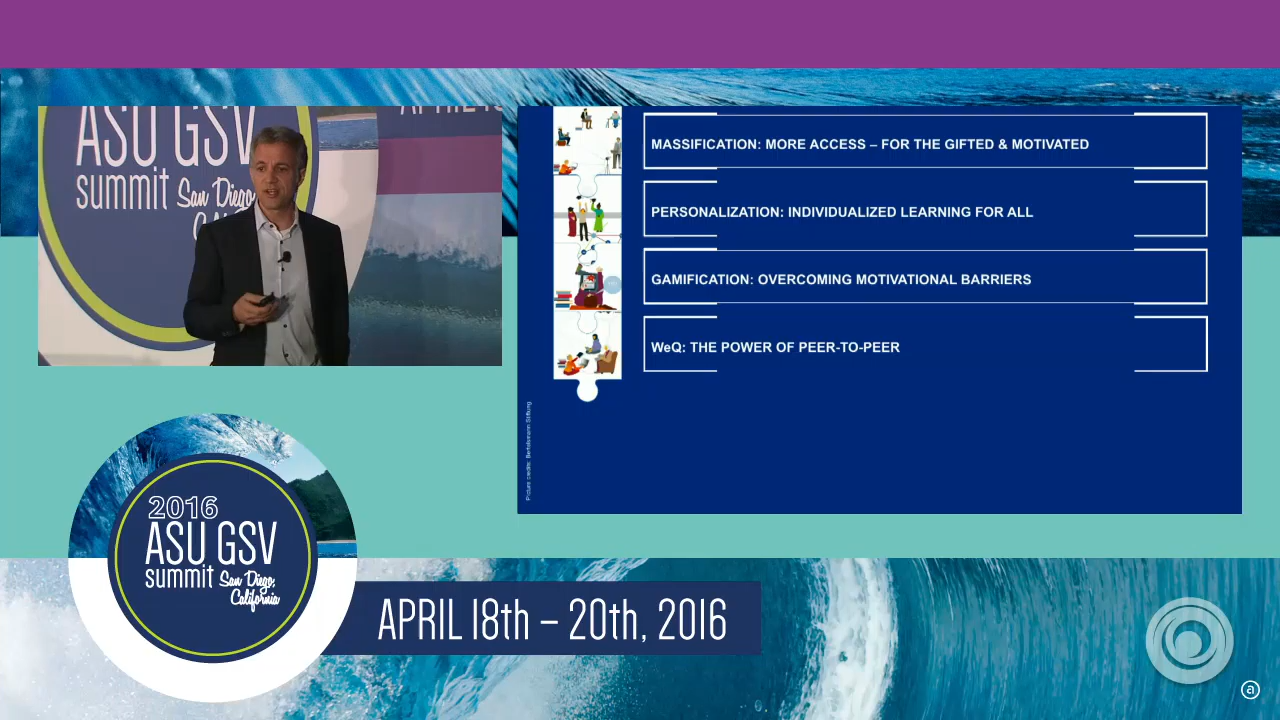 ASU GSV
summit San Diego
APRIL 18
MASSIFICATION: MORE ACCESS – FOR THE GIFTED & MOTIVATED
PERSONALIZATION: INDIVIDUALIZED LEARNING FOR ALL
GAMIFICATION: OVERCOMING MOTIVATIONAL BARRIERS
WeQ: THE POWER OF PEER-TO-PEER
Picture credits: Bertelsmann Stiftung
2016
ASU GSV
summit San Diego,
California
APRIL 18th – 20th, 2016
a